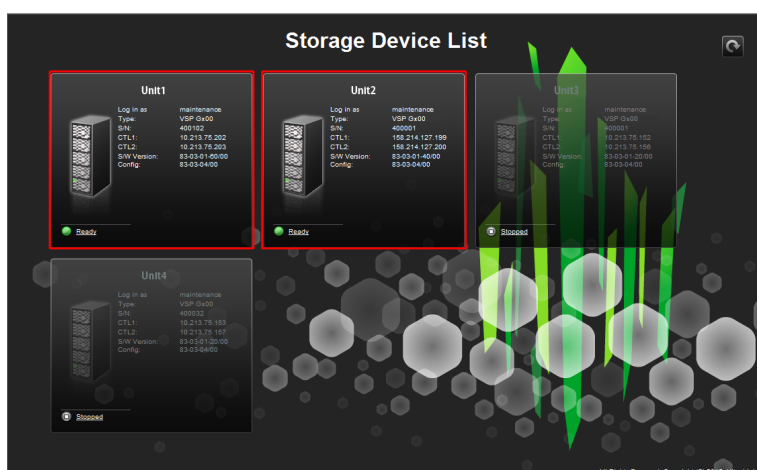 Storage Device List
Unit1
Log in as maintenance
Type: VSP Gx00
S/N: 400102
CTL1: 10.213.75.202
CTL2: 10.213.75.203
S/W Version: 83-03-01-60/00
Config: 83-03-04/00
Ready
Unit2
Log in as maintenance
Type: VSP Gx00
S/N: 400001
CTL1: 158.214.127.199
CTL2: 158.214.127.200
S/W Version: 83-03-01-40/00
Config: 83-03-04/00
Ready
Unit3
Log in as maintenance
Type: VSP Gx00
S/N: 400001
CTL1: 10.213.75.152
CTL2: 10.213.75.156
S/W Version: 83-03-01-20/00
Config: 83-03-04/00
Stopped
Unit4
Log in as maintenance
Type: VSP Gx00
S/N: 400032
CTL1: 10.213.75.153
CTL2: 10.213.75.157
S/W Version: 83-03-01-20/00
Config: 83-03-04/00
Stopped